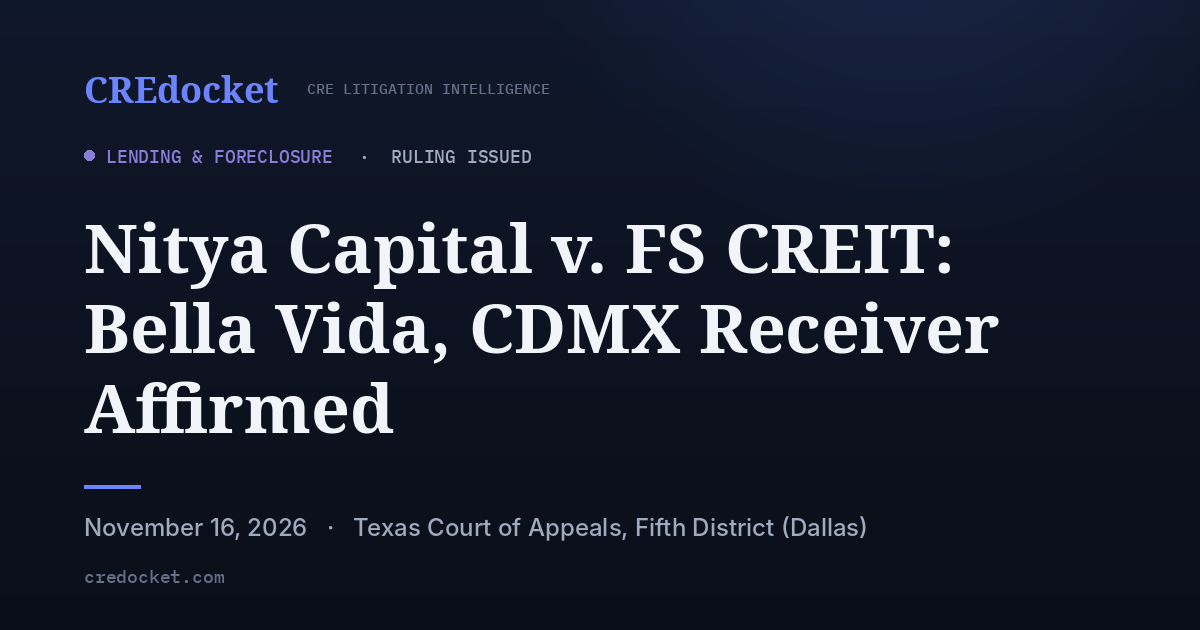 CREdocket CRE LITIGATION INTELLIGENCE
LENDING & FORECLOSURE · RULING ISSUED
Nitya Capital v. FS CREIT:
Bella Vida, CDMX Receiver
Affirmed
November 16, 2026 · Texas Court of Appeals, Fifth District (Dallas)
credocket.com